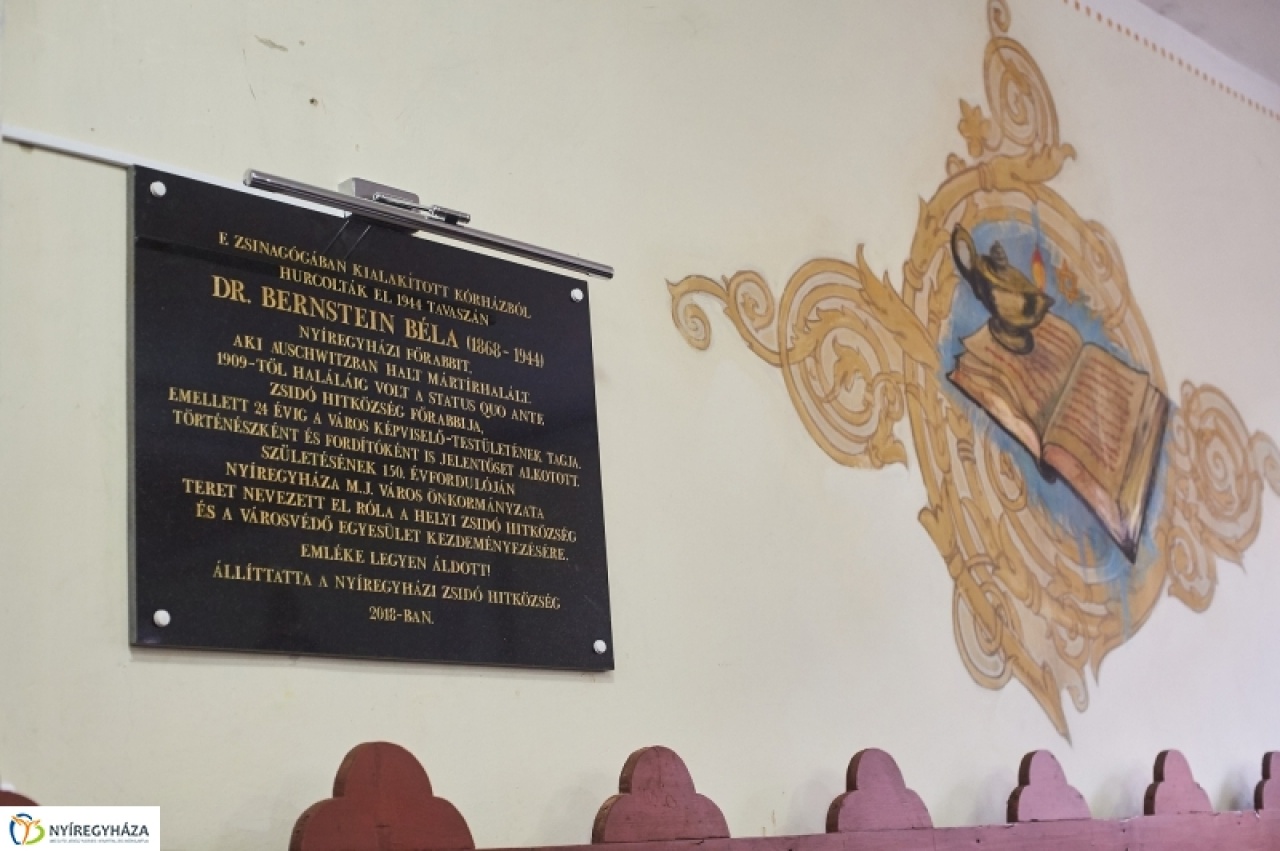 E ZSINAGÓGÁBAN KIALAKÍTOTT KÓRHÁZBÓL
HURCOLTÁK EL 1944 TAVASZÁN
DR. BERNSTEIN BÉLA (1868 - 1944)
NYÍREGYHÁZI FŐRABBIT,
AKI AUSCHWITZBAN HALT MÁRTÍRHALÁLT.
1909-TŐL HALÁLÁIG VOLT A STATUS QUO ANTE
ZSIDÓ HITKÖZSÉG FŐRABBIJA,
EMELLETT 24 ÉVIG A VÁROS KÉPVISELŐ-TESTÜLETÉNEK TAGJA.
TÖRTÉNÉSZKÉNT ÉS FORDÍTÓKÉNT IS JELENTŐSET ALKOTOTT.
SZÜLETÉSÉNEK 150. ÉVFORDULÓJÁN
NYÍREGYHÁZA M.J. VÁROS ÖNKORMÁNYZATA
TERET NEVEZETT EL RÓLA A HELYI ZSIDÓ HITKÖZSÉG
ÉS A VÁROSVÉDŐ EGYESÜLET KEZDEMÉNYEZÉSÉRE.
EMLÉKE LEGYEN ÁLDOTT!
ÁLLÍTTATTA A NYÍREGYHÁZI ZSIDÓ HITKÖZSÉG
2018-BAN.
NYÍREGYHÁZA